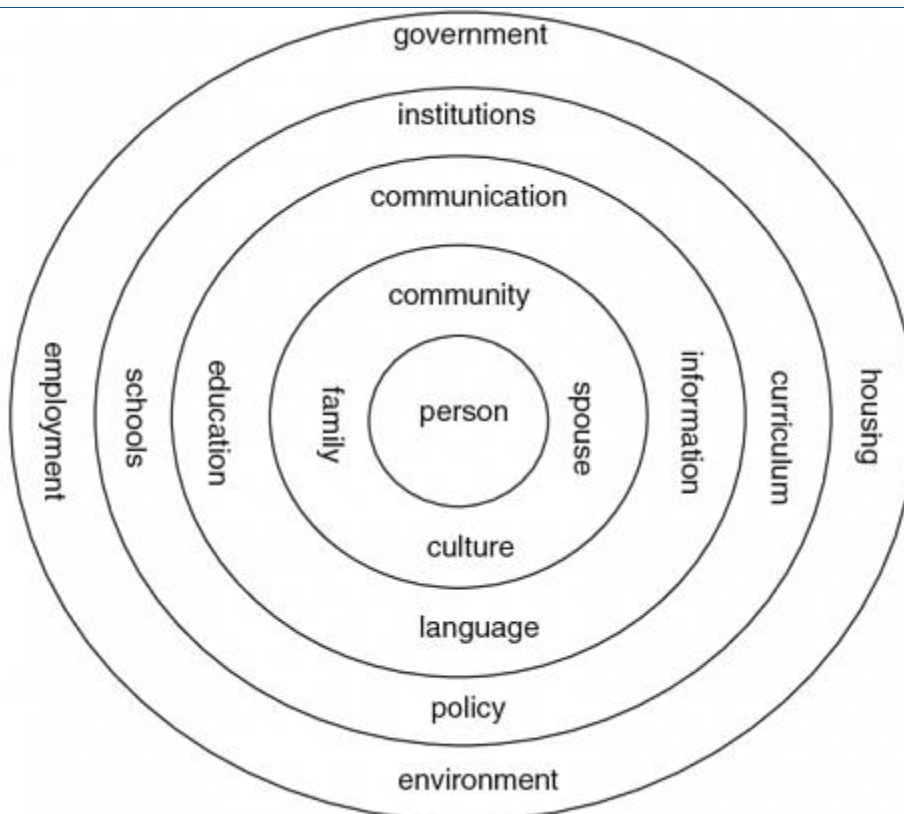 government
institutions
communication
community
employment
schools
education
family
person
spouse
information
curriculum
housing
culture
language
policy
environment